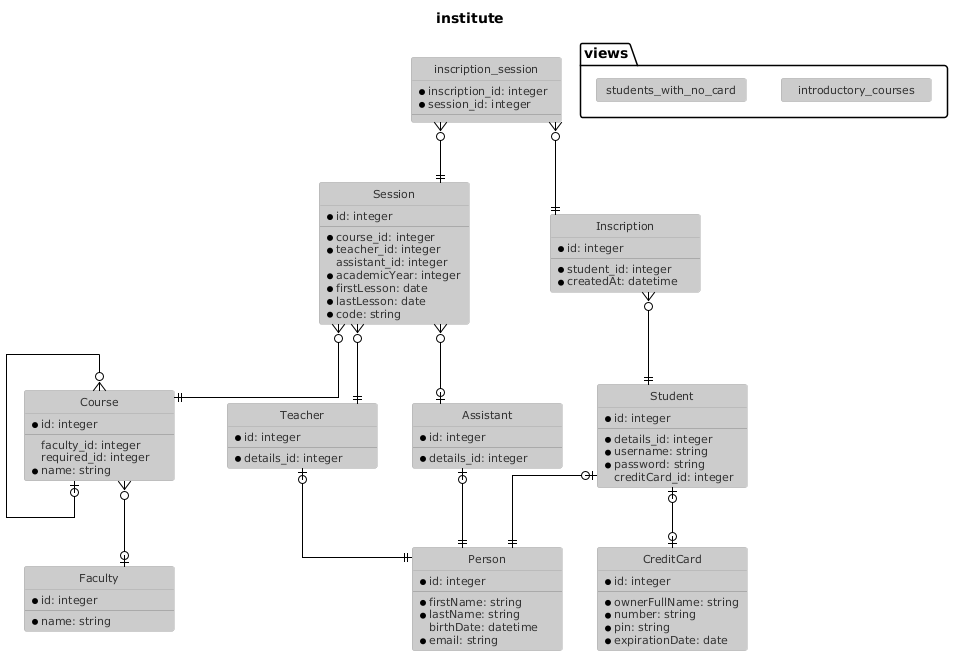 institute
views
students_with_no_card
introductory_courses
inscription_session
inscription_id: integer
session_id: integer
Session
id: integer
course_id: integer
teacher_id: integer
assistant_id: integer
academicYear: integer
firstLesson: date
lastLesson: date
code: string
Inscription
id: integer
student_id: integer
createdAt: datetime
Course
id: integer
faculty_id: integer
required_id: integer
name: string
Teacher
id: integer
details_id: integer
Assistant
id: integer
details_id: integer
Student
id: integer
details_id: integer
username: string
password: string
creditCard_id: integer
Faculty
id: integer
name: string
Person
id: integer
firstName: string
lastName: string
birthDate: datetime
email: string
CreditCard
id: integer
ownerFullName: string
number: string
pin: string
expirationDate: date